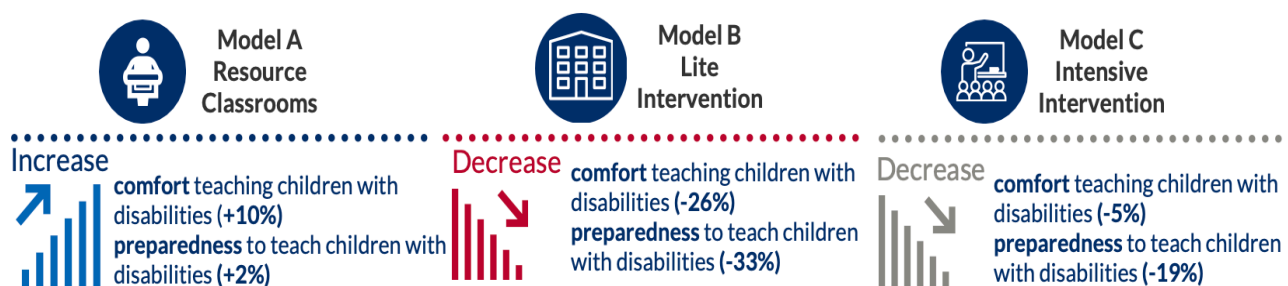 Model A
Resource
Classrooms
Increase
comfort teaching children with
disabilities (+10%)
preparedness to teach children with
disabilities (+2%)
Model B
Lite
Intervention
Decrease
comfort teaching children with
disabilities (-26%)
preparedness to teach children
with disabilities (-33%)
Model C
Intensive
Intervention
Decrease
comfort teaching children with
disabilities (-5%)
preparedness to teach children
with disabilities (-19%)